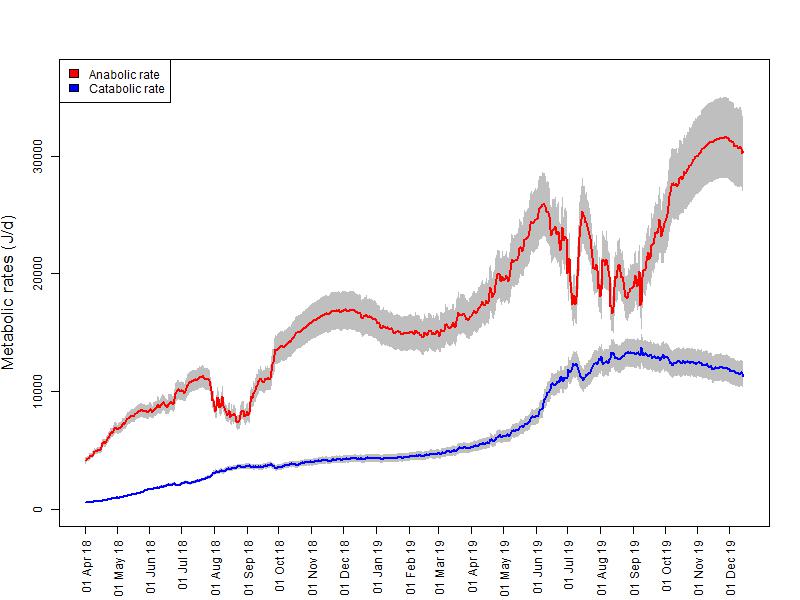 Anabolic rate
Catabolic rate
Metabolic rates (J/d)
30000
20000
10000
0
01 Apr 18
01 May 18
01 Jun 18
01 Jul 18
01 Aug 18
01 Sep 18
01 Oct 18
01 Nov 18
01 Dec 18
01 Jan 19
01 Feb 19
01 Mar 19
01 Apr 19
01 May 19
01 Jun 19
01 Jul 19
01 Aug 19
01 Sep 19
01 Oct 19
01 Nov 19
01 Dec 19